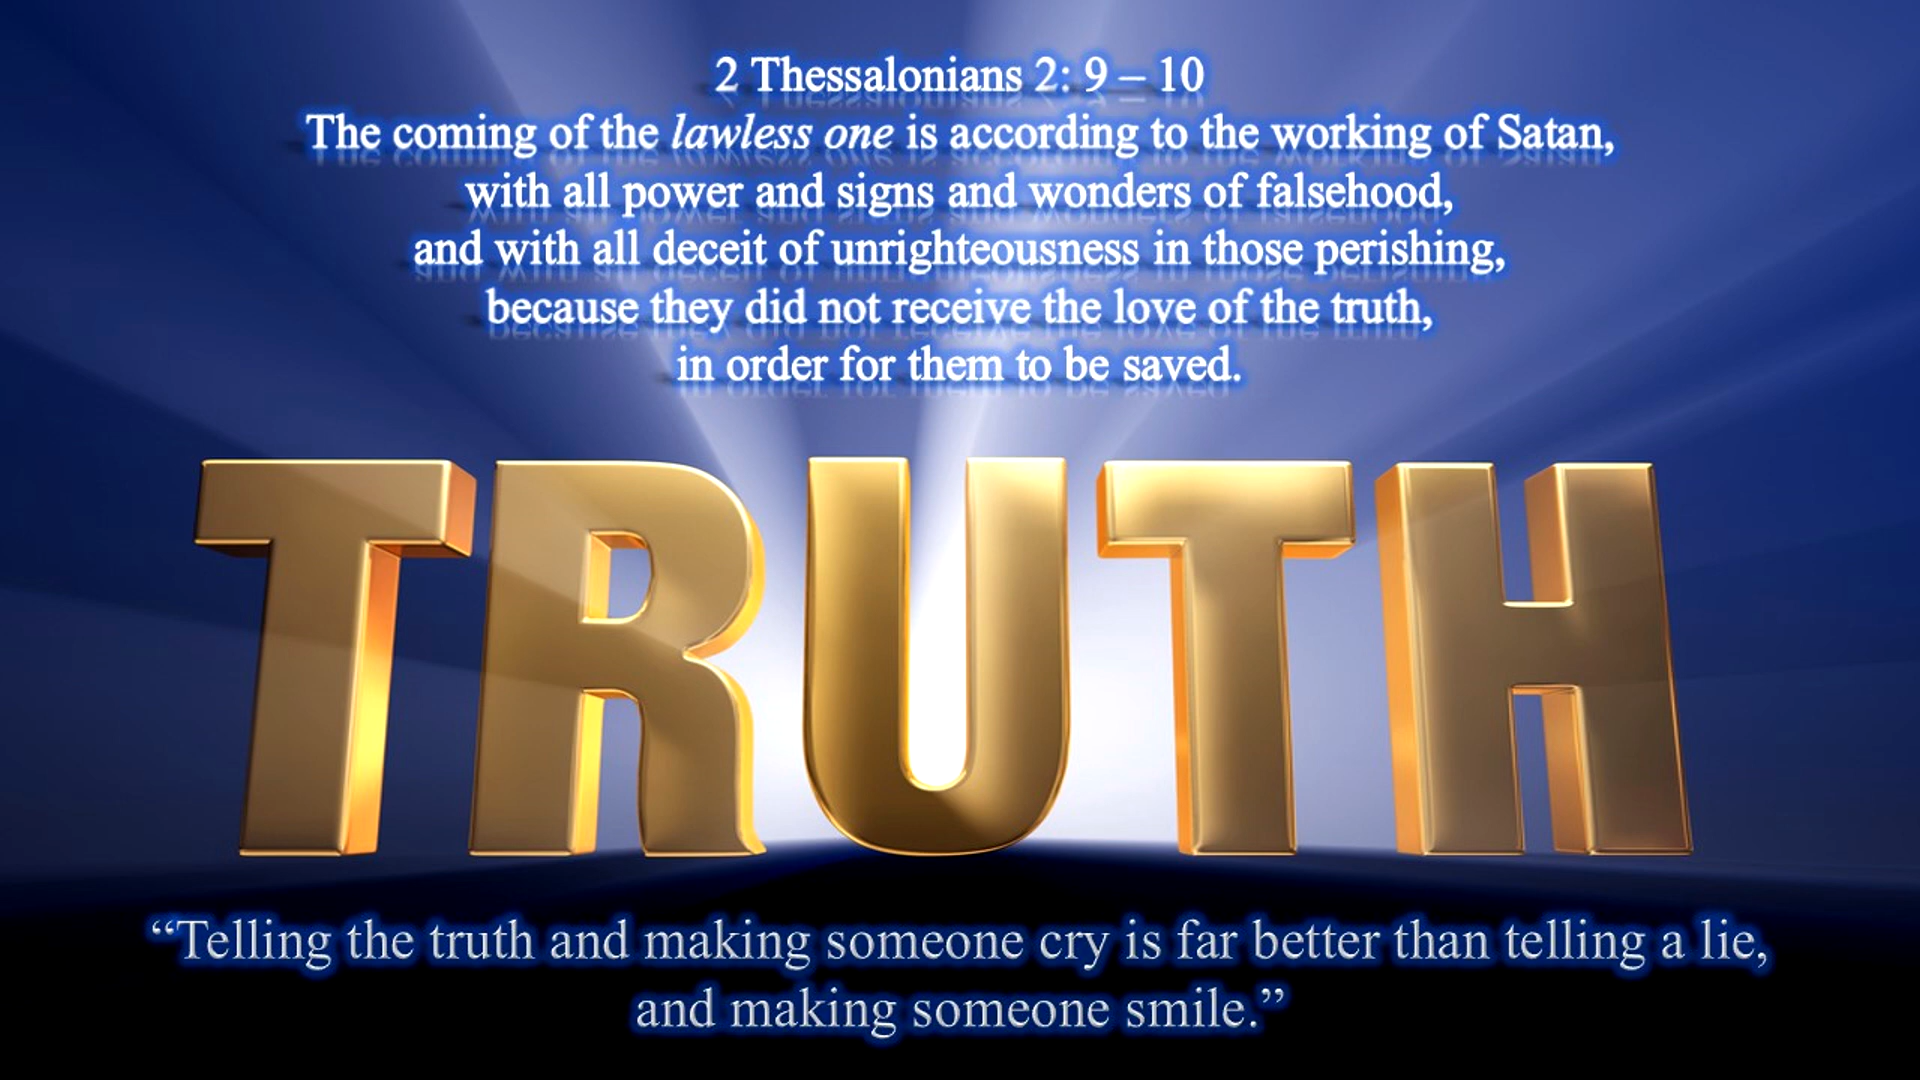 2 Thessalonians 2: 9 – 10
The coming of the lawless one is according to the working of Satan,
with all power and signs and wonders of falsehood,
and with all deceit of unrighteousness in those perishing,
because they did not receive the love of the truth,
in order for them to be saved.
TRUTH
“Telling the truth and making someone cry is far better than telling a lie,
and making someone smile.”